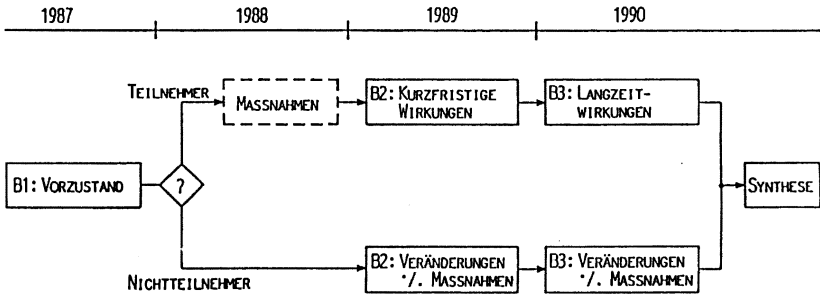 1987 1988 1989 1990
TEILNEHMER
MASSNAHMEN
B2: KURZFRISTIGE
WIRKUNGEN
B3: LANGZEIT-
WIRKUNGEN
B1: VORZUSTAND
?
SYNTHESE
NICHTTEILNEHMER
B2: VERÄNDERUNGEN
·/. MASSNAHMEN
B3: VERÄNDERUNGEN
·/. MASSNAHMEN